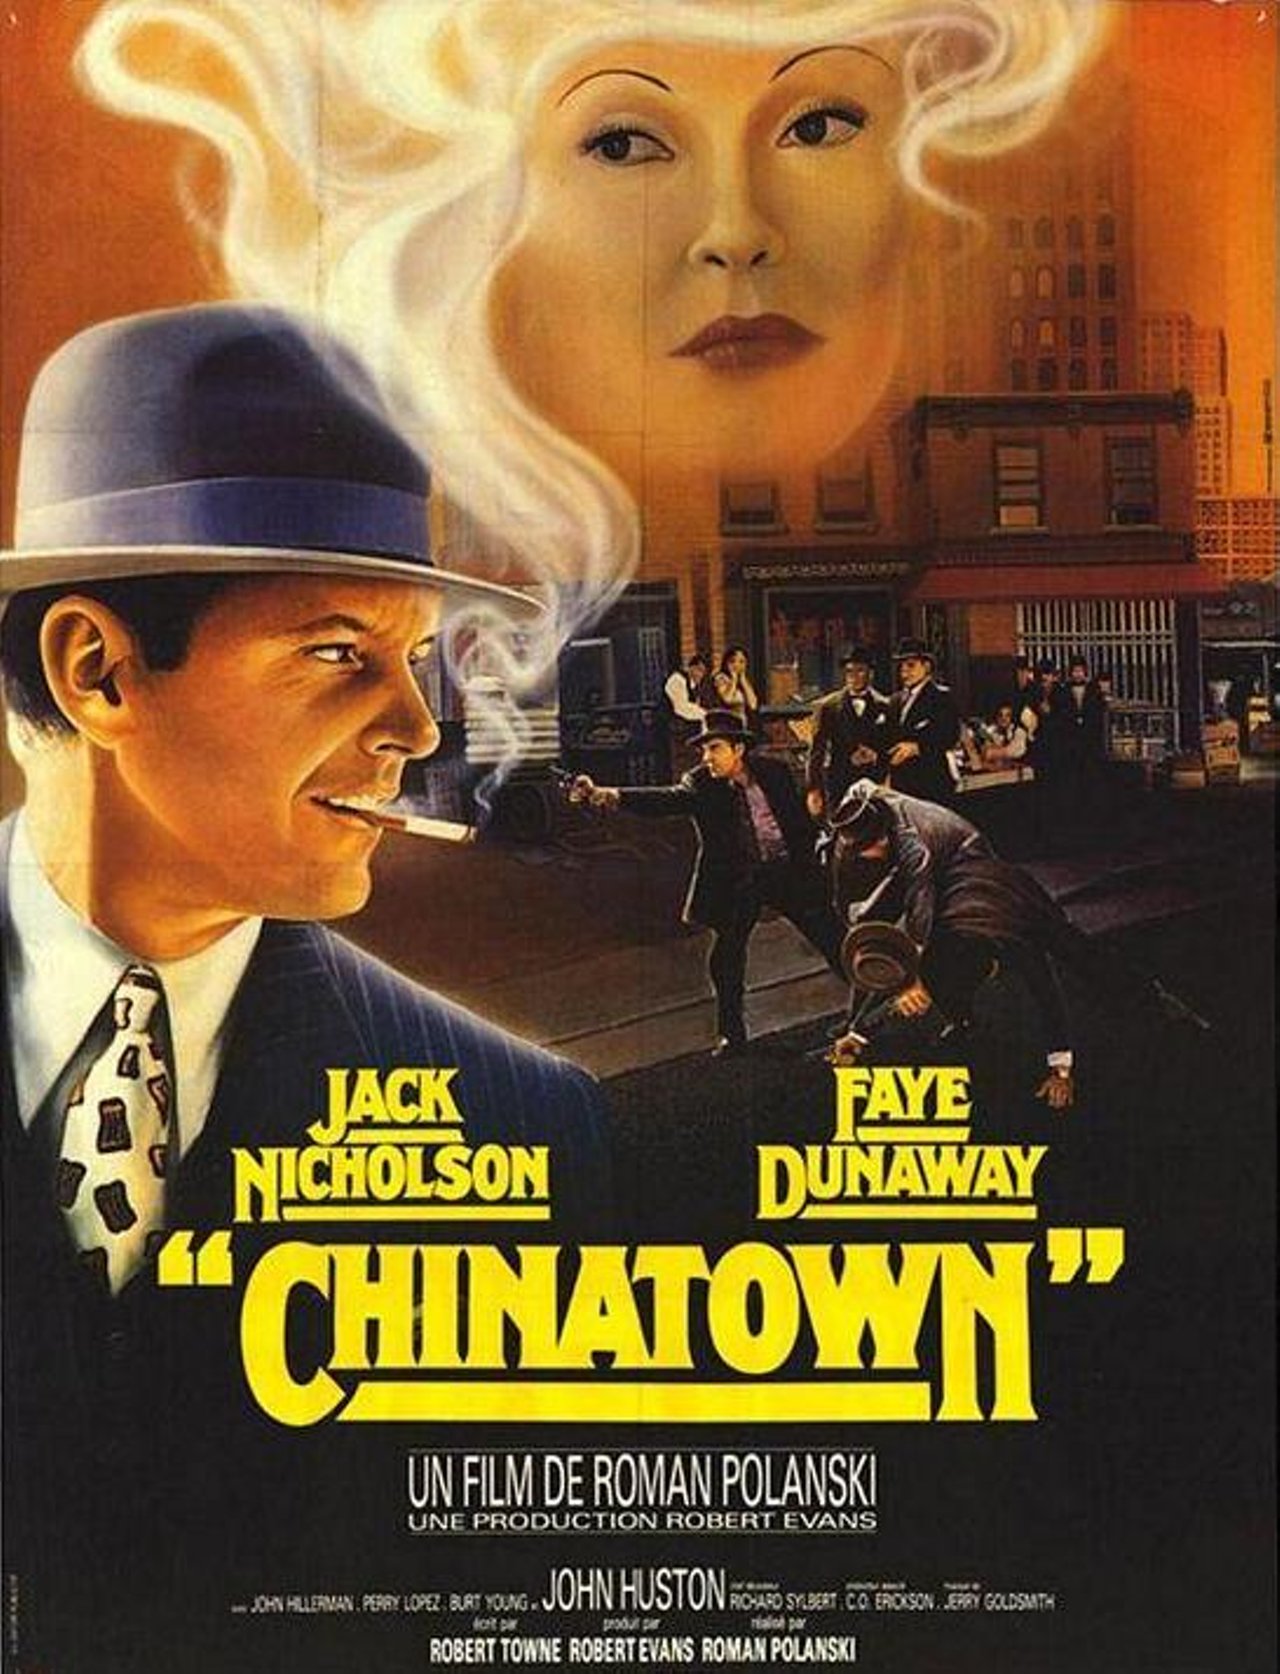 JACK
NICHOLSON
FAYE
DUNAWAY
"CHINATOWN"
UN FILM DE ROMAN POLANSKI
UNE PRODUCTION ROBERT EVANS
JOHN HILLERMAN . PERRY LOPEZ . BURT YOUNG JOHN HUSTON RICHARD SYLBERT . C.O. ERICKSON . JERRY GOLDSMITH
écrit par produit par réalisé par
ROBERT TOWNE ROBERT EVANS ROMAN POLANSKI